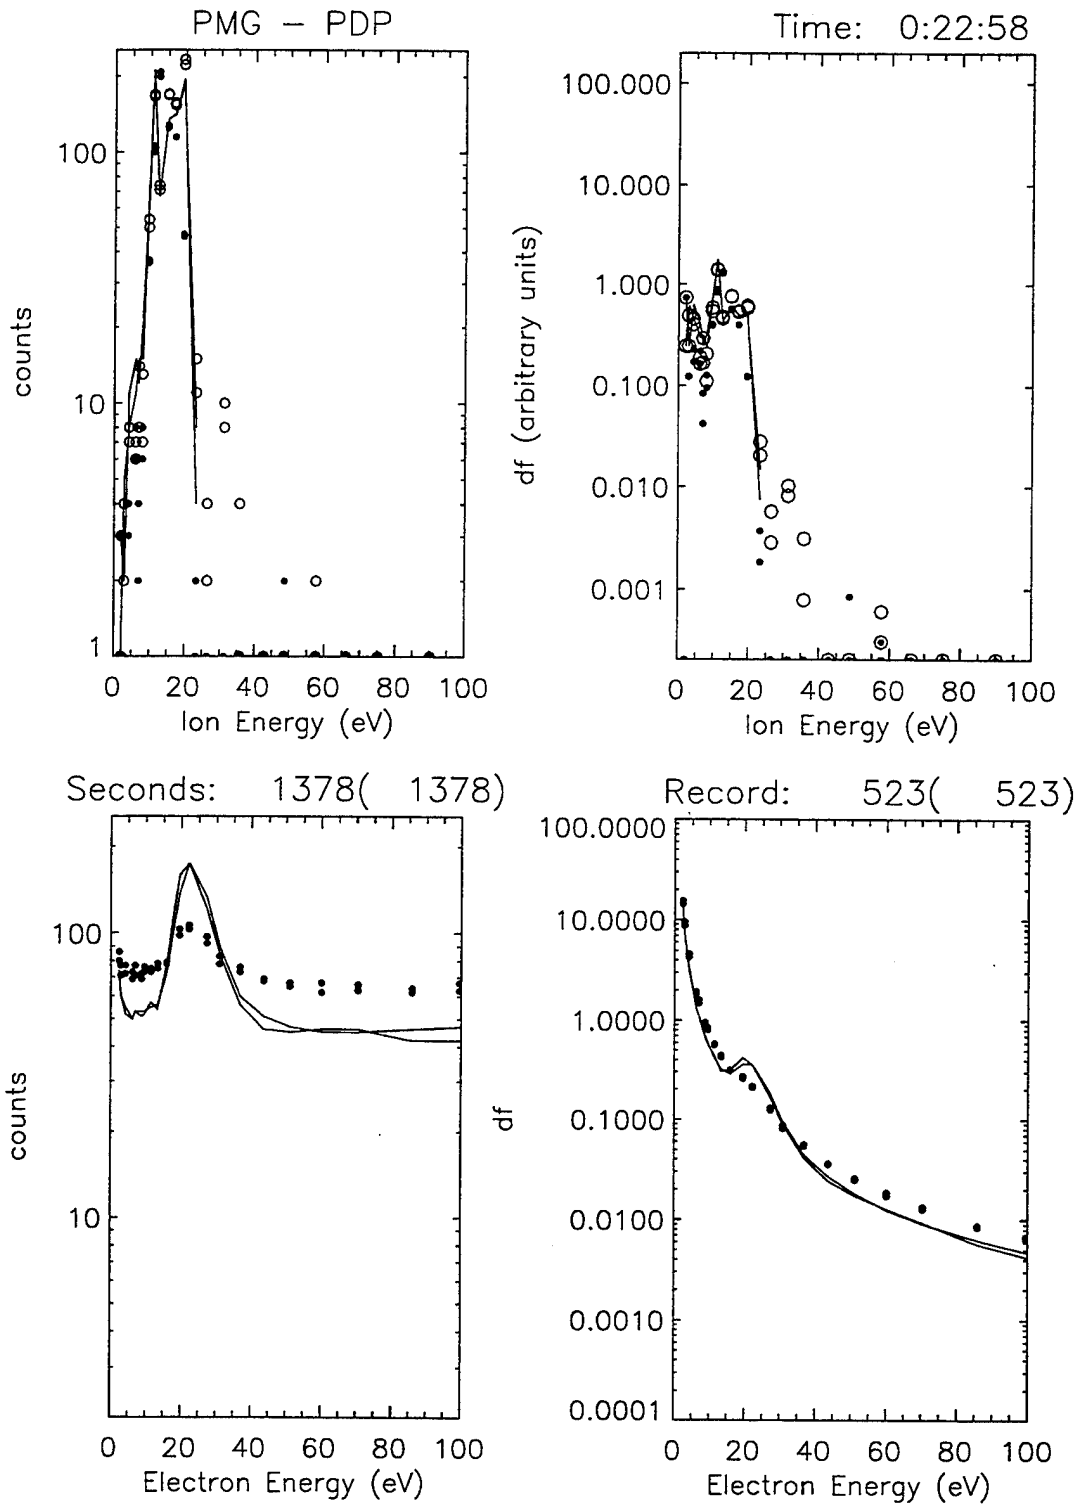 PMG – PDP
Time: 0:22:58
counts
100
10
1
0 20 40 60 80 100
Ion Energy (eV)
df (arbitrary units)
100.000
10.000
1.000
0.100
0.010
0.001
0 20 40 60 80 100
Ion Energy (eV)
Seconds: 1378( 1378)
Record: 523( 523)
counts
100
10
0 20 40 60 80 100
Electron Energy (eV)
df
100.0000
10.0000
1.0000
0.1000
0.0100
0.0010
0.0001
0 20 40 60 80 100
Electron Energy (eV)